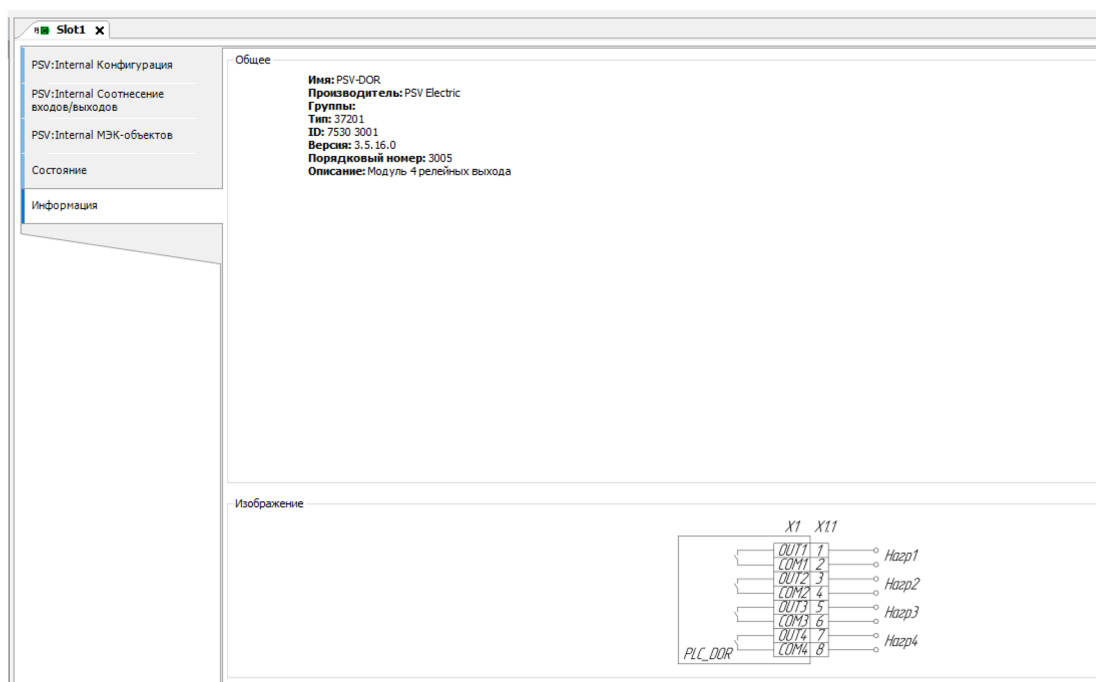 Slot1
PSV:Internal Конфигурация
PSV:Internal Соотнесение
входов/выходов
PSV:Internal МЭК-объектов
Состояние
Информация
Общее
Имя: PSV-DOR
Производитель: PSV Electric
Группы:
Тип: 37201
ID: 7530 3001
Версия: 3.5.16.0
Порядковый номер: 3005
Описание: Модуль 4 релейных выхода
Изображение
X1 X1.1
OUT1 1
COM1 2
Нагр1
OUT2 3
COM2 4
Нагр2
OUT3 5
COM3 6
Нагр3
OUT4 7
COM4 8
Нагр4
PLC_DOR